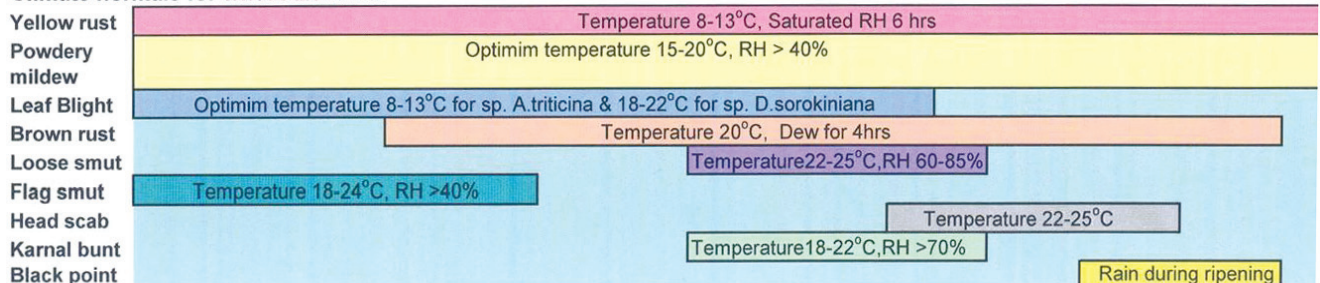 Yellow rust Temperature 8-13°C, Saturated RH 6 hrs
Powdery Optimim temperature 15-20°C, RH > 40%
mildew
Leaf Blight Optimim temperature 8-13°C for sp. A.triticina & 18-22°C for sp. D.sorokiniana
Brown rust Temperature 20°C, Dew for 4hrs
Loose smut Temperature22-25°C,RH 60-85%
Flag smut Temperature 18-24°C, RH >40%
Head scab Temperature 22-25°C
Karnal bunt Temperature18-22°C,RH >70%
Black point Rain during ripening